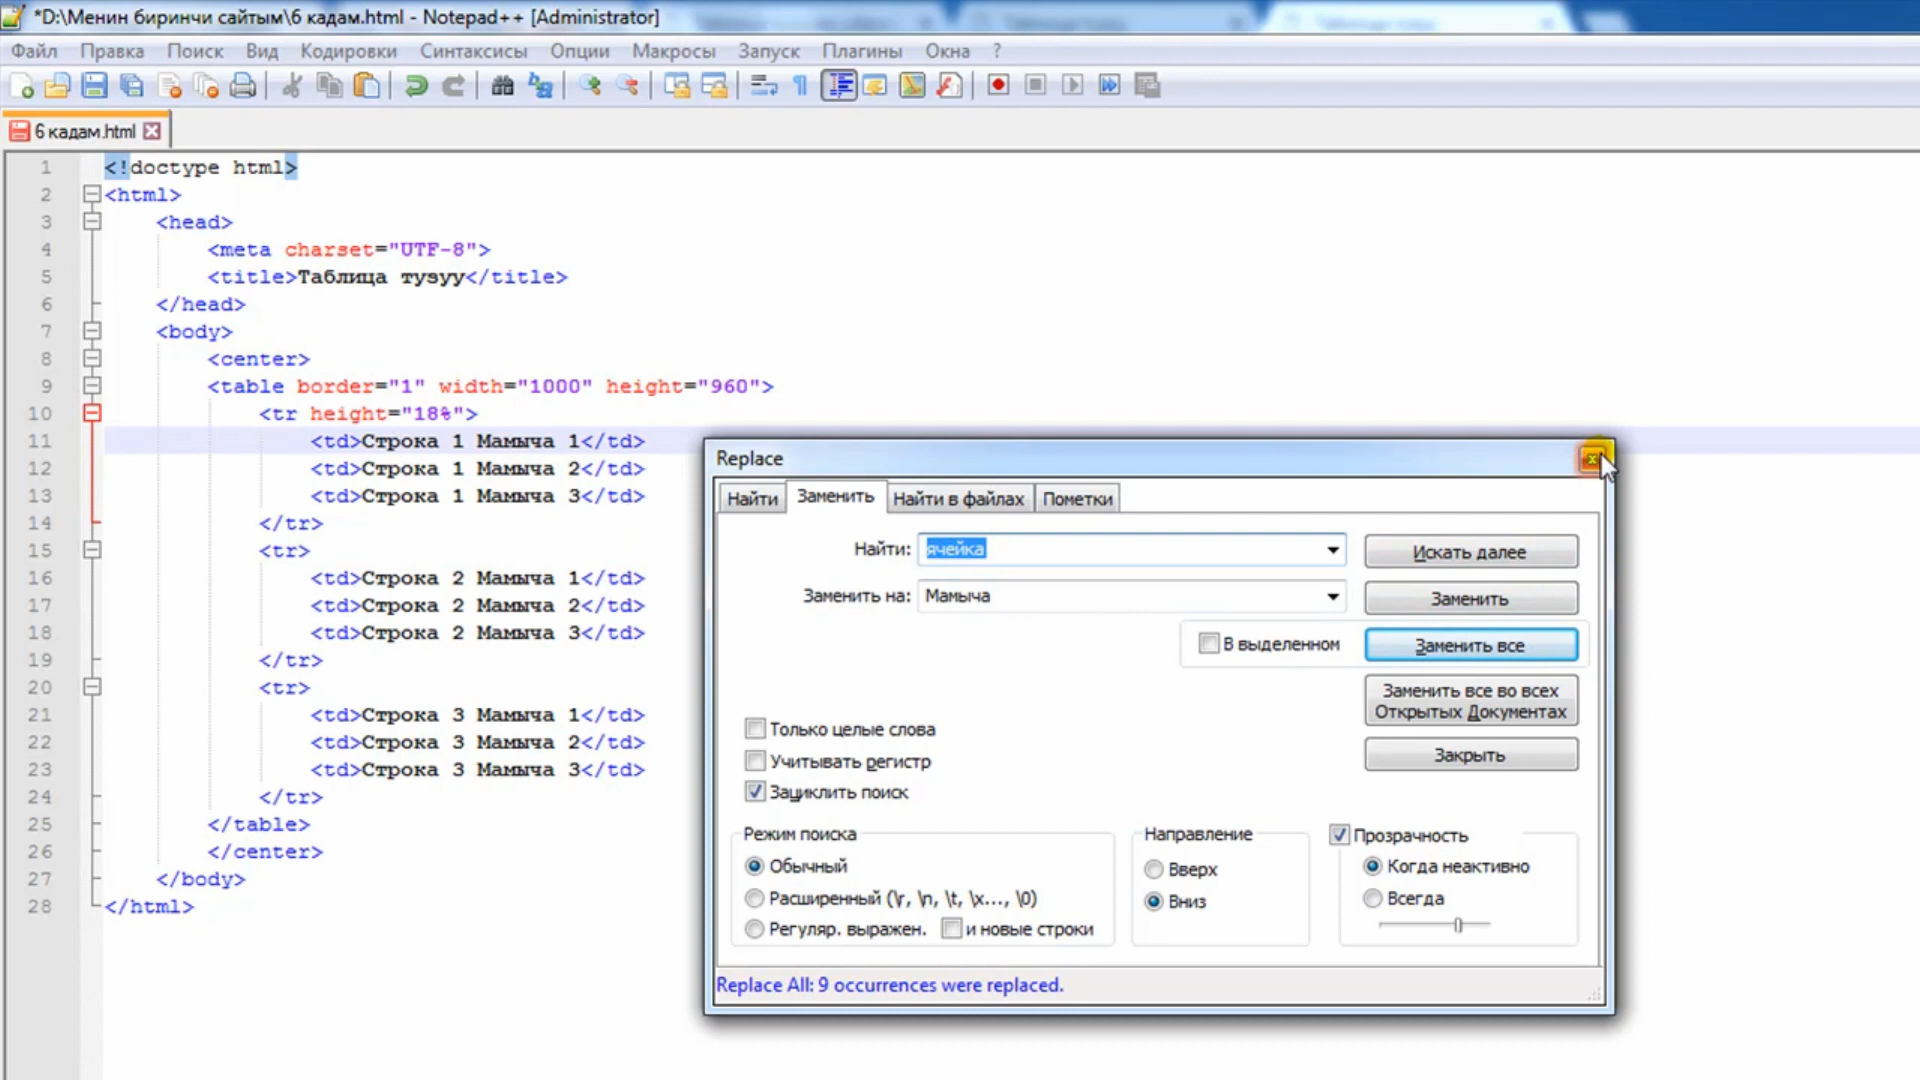 *D:\Менин биринчи сайтым\6 кадам.html - Notepad++ [Administrator]
Файл Правка Поиск Вид Кодировки Синтаксисы Опции Макросы Запуск Плагины Окна ?
6 кадам.html
1 <!doctype html>
2 <html>
3 <head>
4 <meta charset="UTF-8">
5 <title>Таблица тузуу</title>
6 </head>
7 <body>
8 <center>
9 <table border="1" width="1000" height="960">
10 <tr height="18%">
11 <td>Строка 1 Мамыча 1</td>
12 <td>Строка 1 Мамыча 2</td>
13 <td>Строка 1 Мамыча 3</td>
14 </tr>
15 <tr>
16 <td>Строка 2 Мамыча 1</td>
17 <td>Строка 2 Мамыча 2</td>
18 <td>Строка 2 Мамыча 3</td>
19 </tr>
20 <tr>
21 <td>Строка 3 Мамыча 1</td>
22 <td>Строка 3 Мамыча 2</td>
23 <td>Строка 3 Мамыча 3</td>
24 </tr>
25 </table>
26 </center>
27 </body>
28 </html>
Replace
Найти Заменить Найти в файлах Пометки
Найти: ячейка Искать далее
Заменить на: Мамыча Заменить
В выделенном Заменить все
Заменить все во всех
Открытых Документах
Только целые слова
Учитывать регистр
Закрыть
Зациклить поиск
Режим поиска Направление Прозрачность
Обычный Вверх Когда неактивно
Расширенный (\r, \n, \t, \x..., \0) Вниз Всегда
Регуляр. выражен. и новые строки
Replace All: 9 occurrences were replaced.